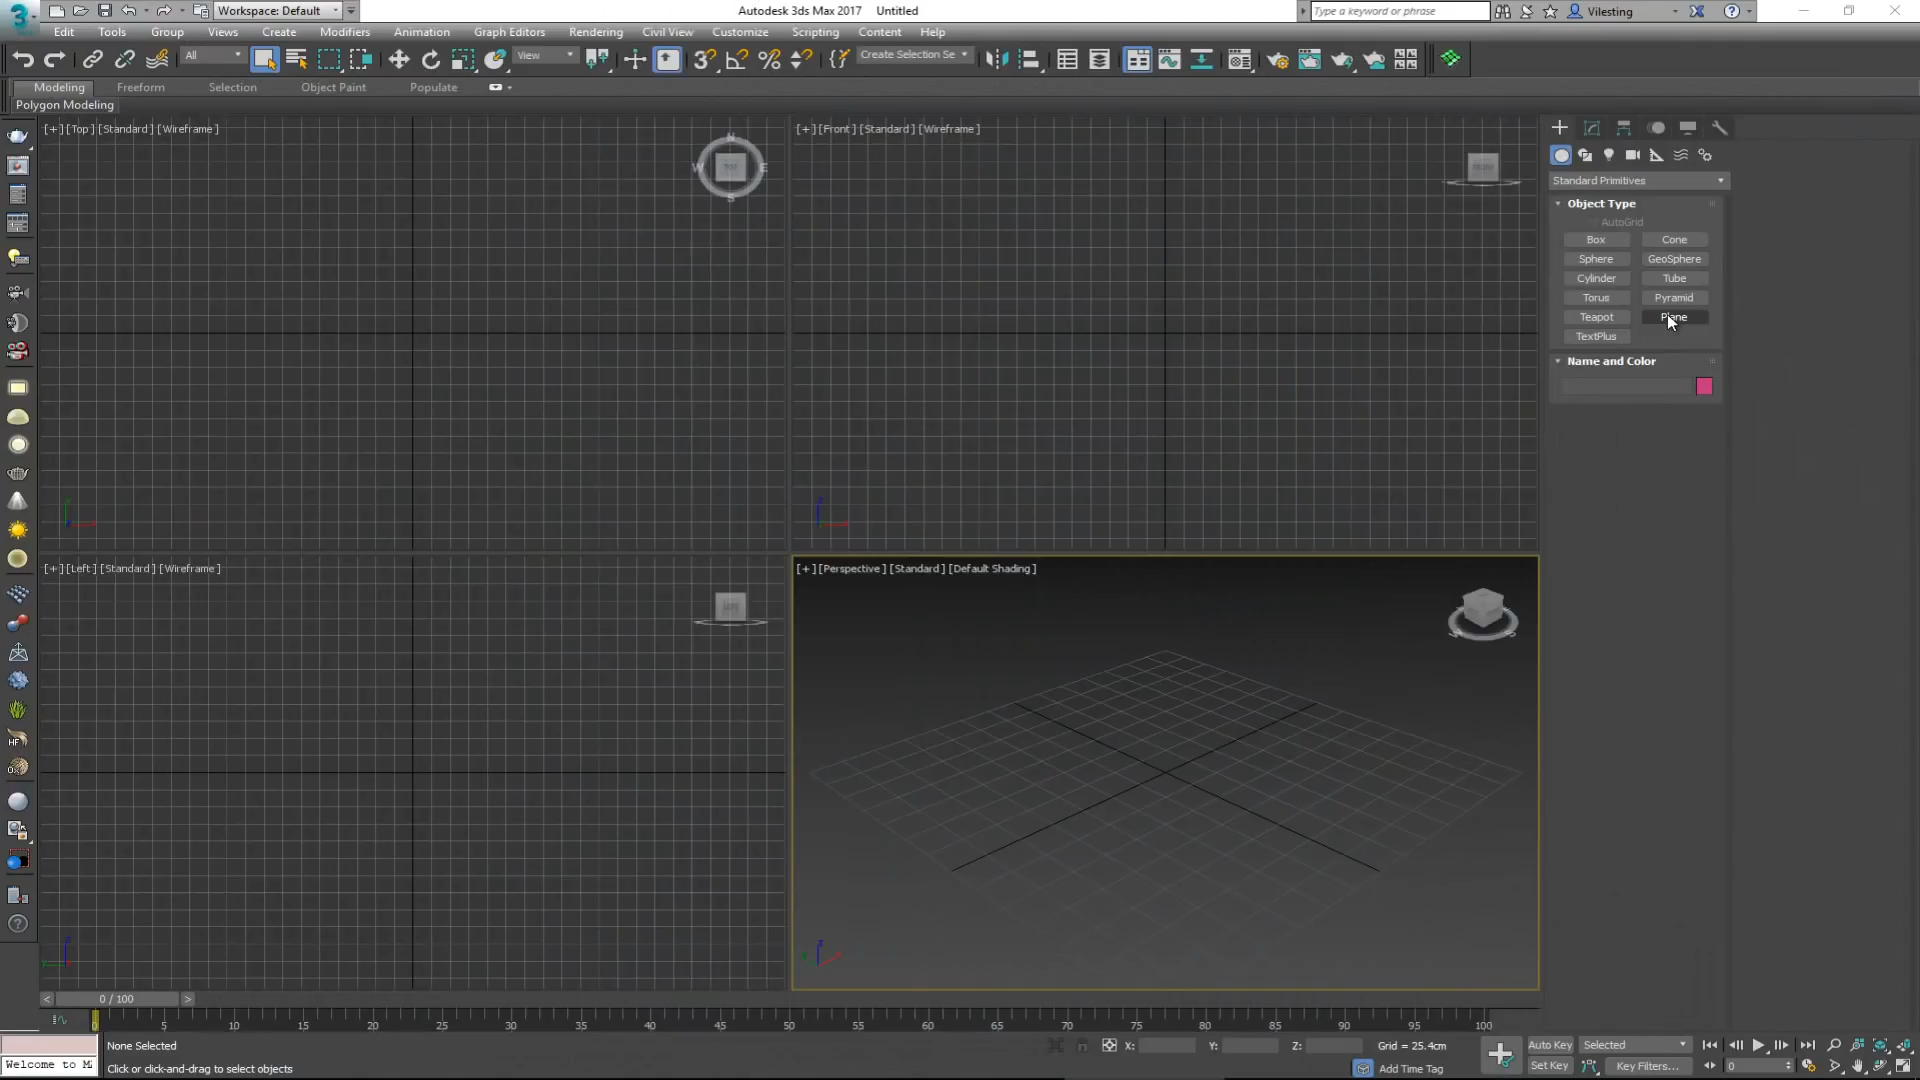 3 Workspace: Default Autodesk 3ds Max 2017 Untitled Type a keyword or phrase Vilesting
Edit Tools Group Views Create Modifiers Animation Graph Editors Rendering Civil View Customize Scripting Content Help
All View 3 Create Selection Se
Modeling Freeform Selection Object Paint Populate
Polygon Modeling
[+] [Top] [Standard] [Wireframe]
N
W TOP E
S
[+] [Front] [Standard] [Wireframe]
FRONT
Standard Primitives
Object Type
AutoGrid
Box Cone
Sphere GeoSphere
Cylinder Tube
Torus Pyramid
Teapot Plane
TextPlus
Name and Color
[+] [Left] [Standard] [Wireframe]
[+] [Perspective] [Standard] [Default Shading]
HF
< 0 / 100 >
0 5 10 15 20 25 30 35 40 45 50 55 60 65 70 75 80 85 90 95 100
None Selected X: Y: Z: Grid = 25.4cm Auto Key Selected
Welcome to M Click or click-and-drag to select objects Add Time Tag Set Key Key Filters... 0